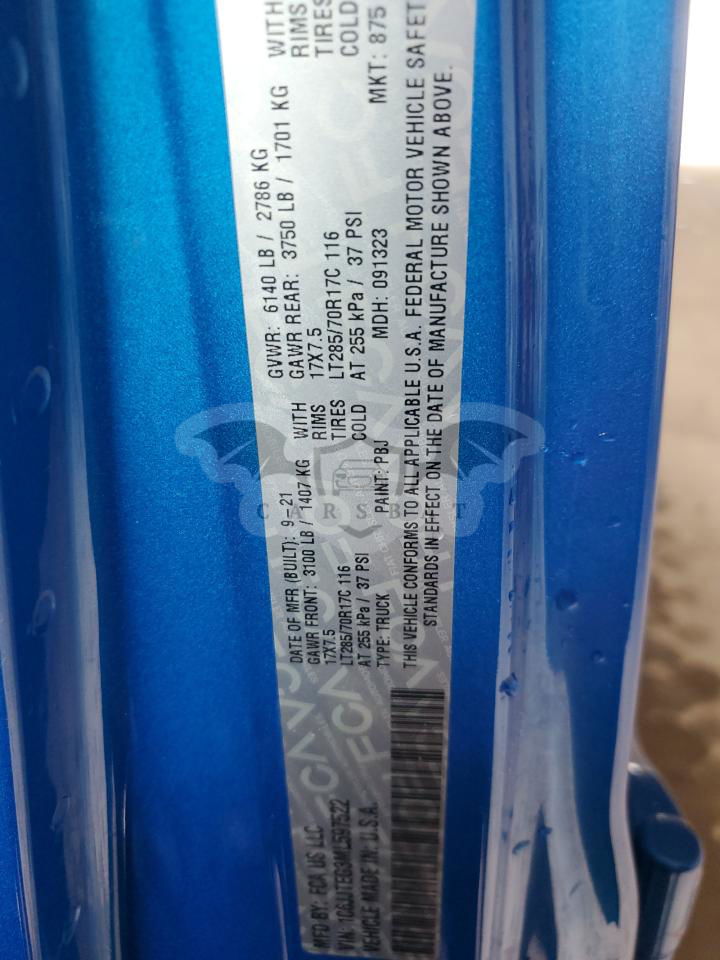 MFD BY: FCA US LLC
DATE OF MFR (BUILT): 9-21
GVWR: 6140 LB / 2786 KG
GAWR FRONT: 3100 LB / 1407 KG WITH
GAWR REAR: 3750 LB / 1701 KG WITH
17X7.5 RIMS
17X7.5 RIMS
LT285/70R17C 116 TIRES
LT285/70R17C 116 TIRES
AT 255 kPa / 37 PSI COLD
AT 255 kPa / 37 PSI COLD
VIN: 1C6JJTEG3ML597522
TYPE: TRUCK
PAINT: PBJ
MDH: 091323
MKT: 875
VEHICLE MADE IN: U.S.A.
THIS VEHICLE CONFORMS TO ALL APPLICABLE U.S.A. FEDERAL MOTOR VEHICLE SAFET
STANDARDS IN EFFECT ON THE DATE OF MANUFACTURE SHOWN ABOVE.
FCA
CARSBAT